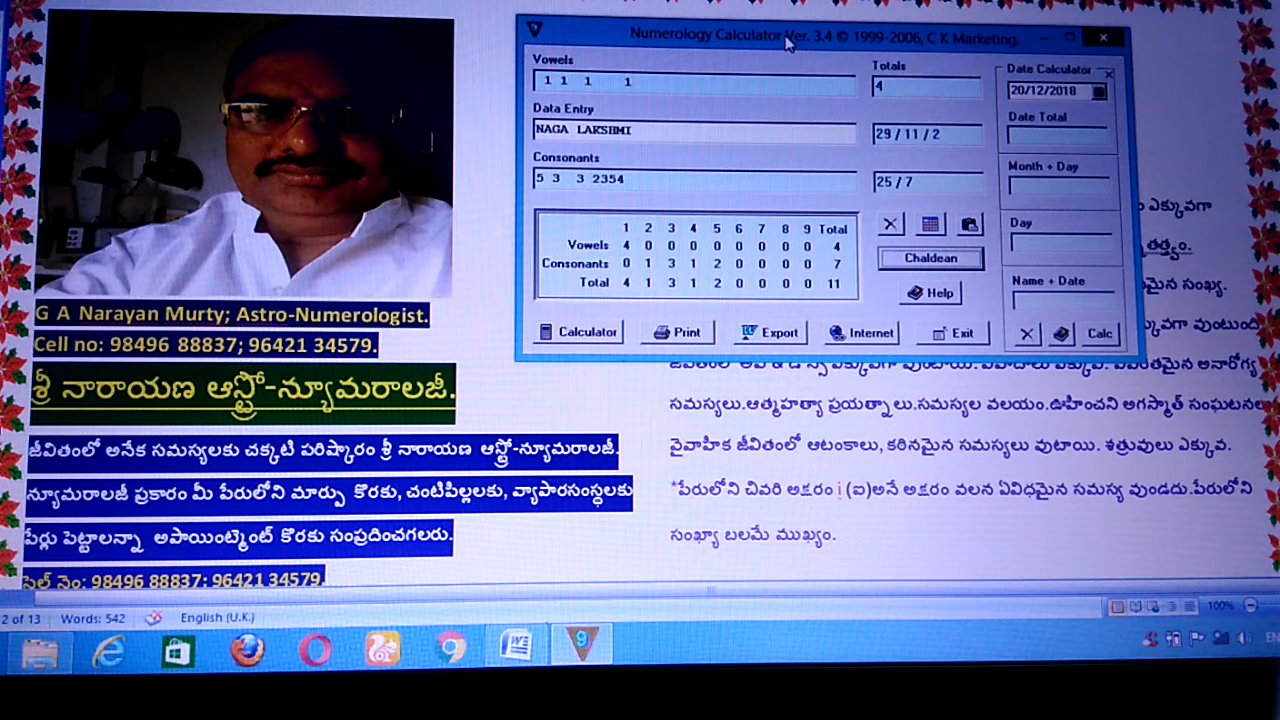 G A Narayan Murty; Astro-Numerologist.
Cell no: 98496 88837; 96421 34579.
శ్రీ నారాయణ ఆస్ట్రో-న్యూమరాలజీ.
జీవితంలో అనేక సమస్యలకు చక్కటి పరిష్కారం శ్రీ నారాయణ ఆస్ట్రో-న్యూమరాలజీ.
న్యూమరాలజీ ప్రకారం మీ పేరులోని మార్పు కొరకు, చంటిపిల్లలకు, వ్యాపారసంస్ధలకు
పేర్లు పెట్టాలన్నా అపాయింట్మెంట్ కొరకు సంప్రదించగలరు.
సెల్ నెం: 98496 88837; 96421 34579.
Numerology Calculator Ver. 3.4 © 1999-2006, C K Marketing.
Vowels
Totals
1 1 1 1
4
Data Entry
NAGA LAKSHMI
29 / 11 / 2
Consonants
5 3 3 2354
25 / 7
1 2 3 4 5 6 7 8 9 Total
Vowels 4 0 0 0 0 0 0 0 0 4
Consonants 0 1 3 1 2 0 0 0 0 7
Total 4 1 3 1 2 0 0 0 0 11
Chaldean
Help
Calculator Print Export Internet Exit
Date Calculator
20/12/2018
Date Total
Month + Day
Day
Name + Date
Calc
ఎక్కువగా
తత్వం.
మైన సంఖ్య.
క్కువగా వుంటుంది
సమస్యలు.ఆత్మహత్యా ప్రయత్నాలు.సమస్యల వలయం.ఊహించని అగస్మాత్ సంఘటనల
వైవాహిక జీవితంలో ఆటంకాలు, కఠినమైన సమస్యలు వుటాయి. శత్రువులు ఎక్కువ.
*పేరులోని చివరి అక్షరం i (ఐ)అనే అక్షరం వలన ఏవిధమైన సమస్య వుండదు.పేరులోని
సంఖ్యా బలమే ముఖ్యం.
2 of 13 Words: 542 English (U.K.) 100%
EN